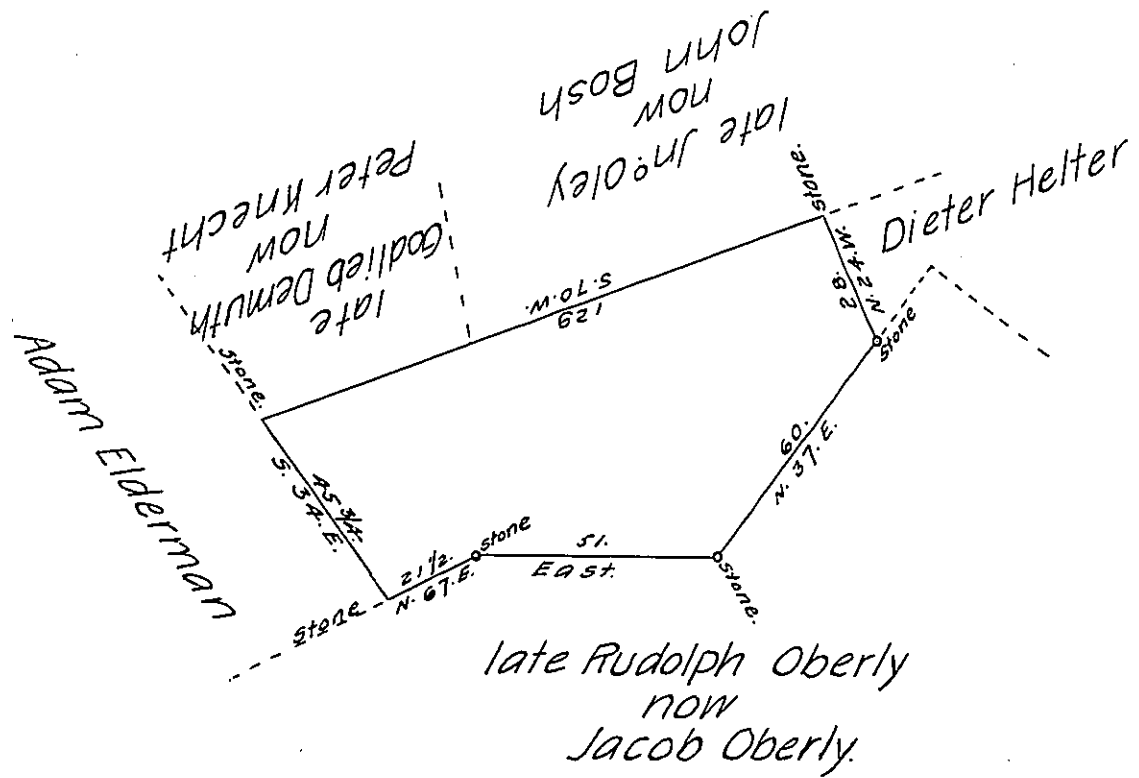 late Jnº Oley
now
John Bosh
late
Godlieb Demuth
now
Peter Knecht
Stone.
Dieter Helter
N. 24. W.
28.
Stone
S. 70. W.
129
Stone.
Adam Elderman
45 3/4.
S. 34. E.
60.
N. 37. E.
Stone
21 1/2.
N. 67. E.
51.
East.
Stone.
Stone
late Rudolph Oberly
now
Jacob Oberly.